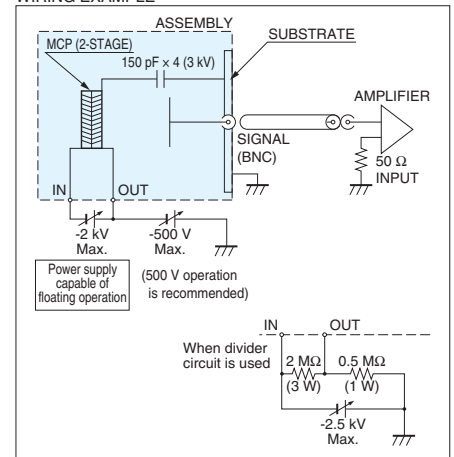 WIRING EXAMPLE
ASSEMBLY
MCP (2-STAGE)
SUBSTRATE
150 pF × 4 (3 kV)
AMPLIFIER
SIGNAL
(BNC)
50 Ω
INPUT
IN
OUT
-2 kV
Max.
-500 V
Max.
Power supply
capable of
floating operation
(500 V operation
is recommended)
IN
OUT
When divider
circuit is used
2 MΩ
(3 W)
0.5 MΩ
(1 W)
-2.5 kV
Max.